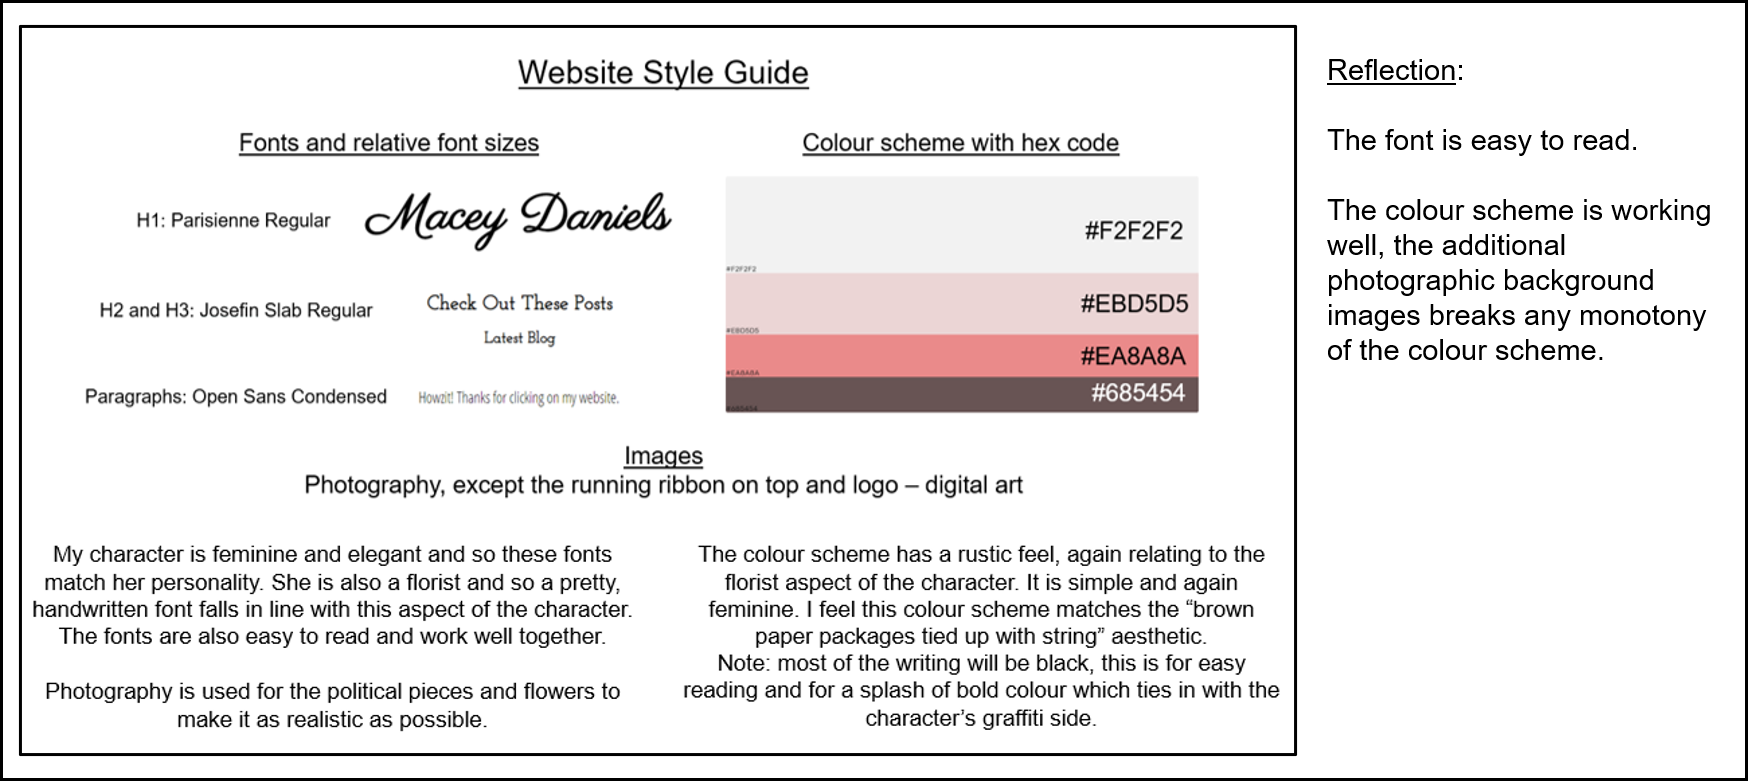 Website Style Guide
Fonts and relative font sizes
H1: Parisienne Regular
Macey Daniels
H2 and H3: Josefin Slab Regular
Check Out These Posts
Latest Blog
Paragraphs: Open Sans Condensed
Howzit! Thanks for clicking on my website.
Colour scheme with hex code
#F2F2F2
#F2F2F2
#EBD5D5
#EBD5D5
#EA8A8A
#EA8A8A
#685454
#685454
Images
Photography, except the running ribbon on top and logo – digital art
My character is feminine and elegant and so these fonts
match her personality. She is also a florist and so a pretty,
handwritten font falls in line with this aspect of the character.
The fonts are also easy to read and work well together.
Photography is used for the political pieces and flowers to
make it as realistic as possible.
The colour scheme has a rustic feel, again relating to the
florist aspect of the character. It is simple and again
feminine. I feel this colour scheme matches the “brown
paper packages tied up with string” aesthetic.
Note: most of the writing will be black, this is for easy
reading and for a splash of bold colour which ties in with the
character’s graffiti side.
Reflection:
The font is easy to read.
The colour scheme is working
well, the additional
photographic background
images breaks any monotony
of the colour scheme.